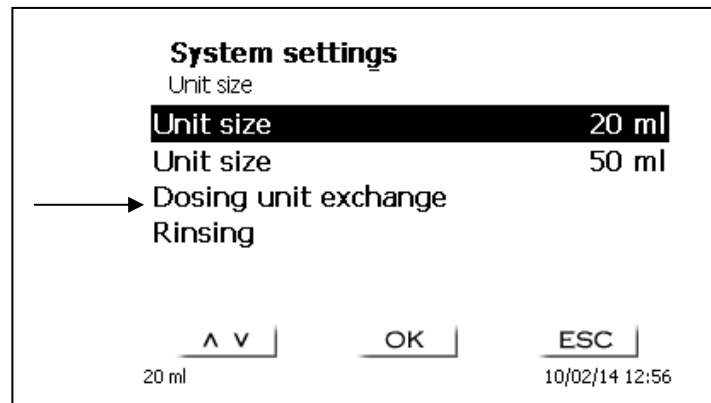 System settings
Unit size
Unit size 20 ml
Unit size 50 ml
Dosing unit exchange
Rinsing
∧ ∨ OK ESC
20 ml 10/02/14 12:56